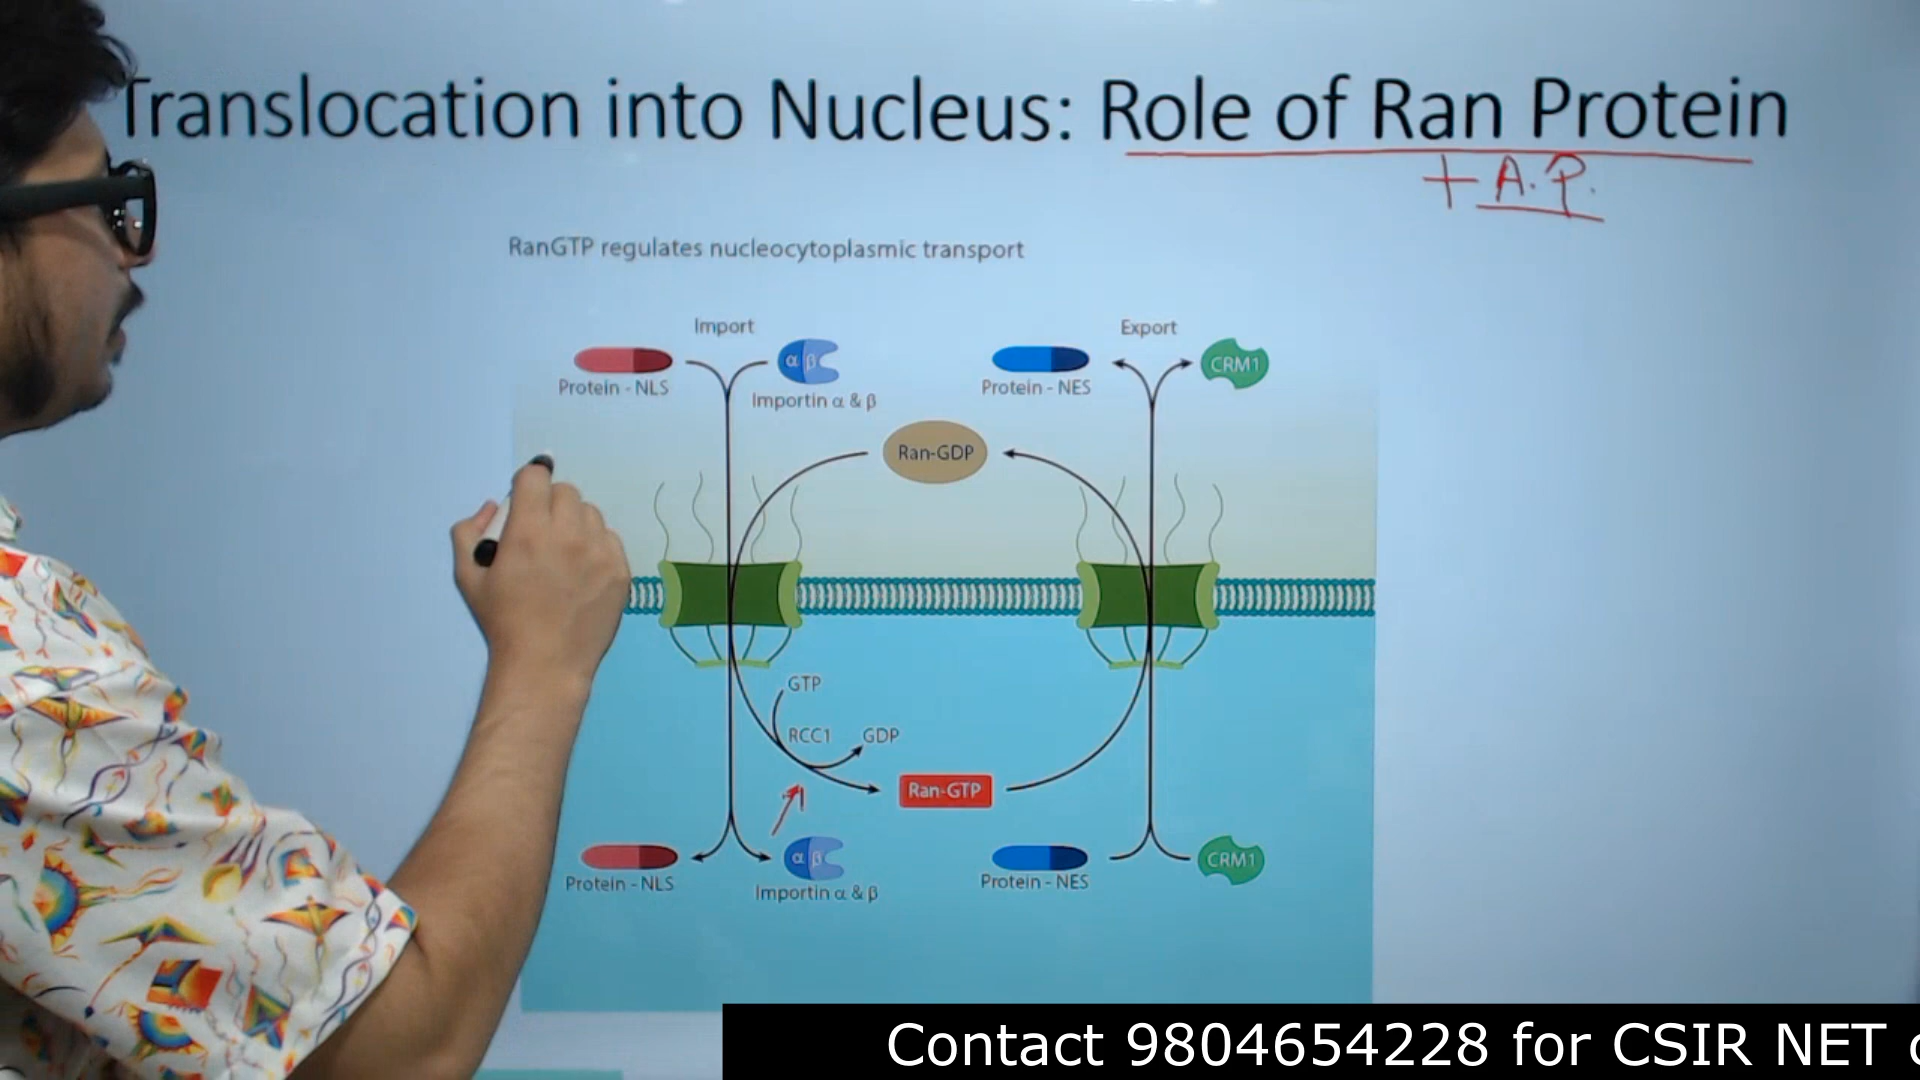 Translocation into Nucleus: Role of Ran Protein
+ A.P.
RanGTP regulates nucleocytoplasmic transport
Import
Export
α β
CRM1
Protein - NLS
Importin α & β
Protein - NES
Ran-GDP
GTP
RCC1
GDP
Ran-GTP
α β
CRM1
Protein - NLS
Importin α & β
Protein - NES
Contact 9804654228 for CSIR NET